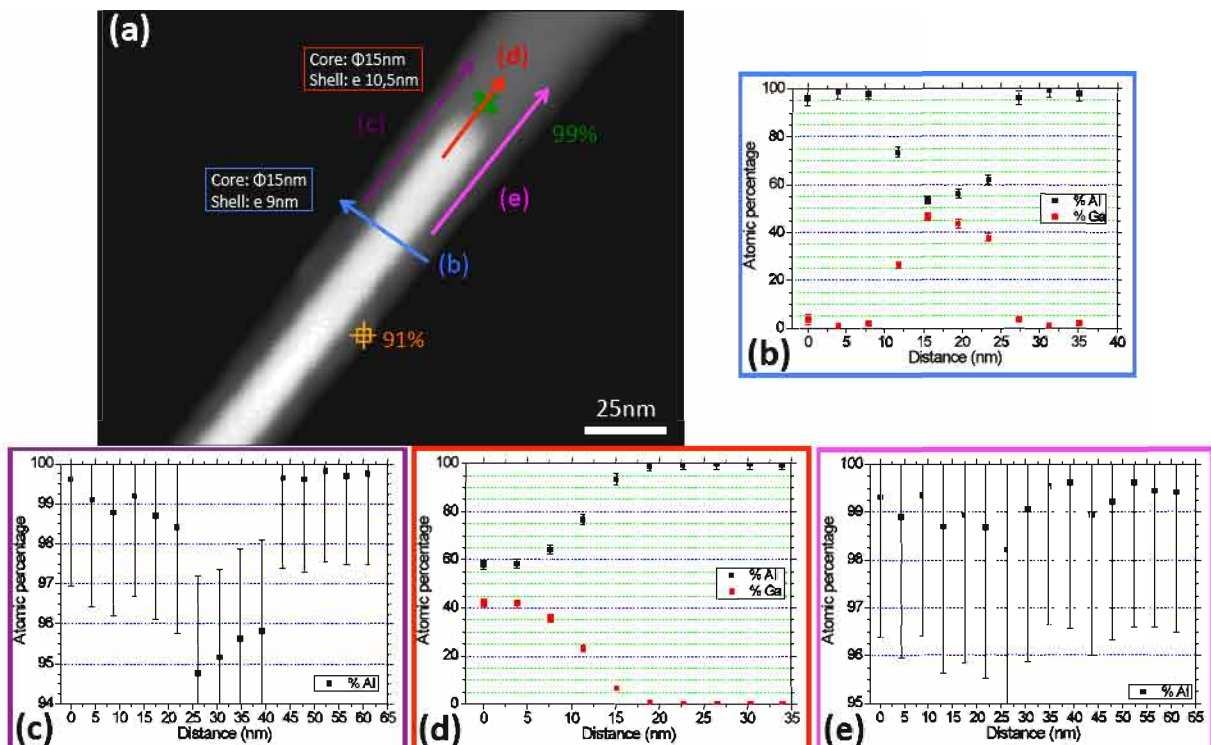 (a)
Core: Φ15nm
Shell: e 10,5nm
(d)
(c)
99%
Core: Φ15nm
Shell: e 9nm
(e)
(b)
91%
25nm
100
80
60
40
20
0
Atomic percentage
% Al
% Ga
0 5 10 15 20 25 30 35 40
Distance (nm)
(b)
100
99
98
97
96
95
94
Atomic percentage
% Al
0 5 10 15 20 25 30 35 40 45 50 55 60 65
Distance (nm)
(c)
100
80
60
40
20
0
Atomic percentage
% Al
% Ga
0 5 10 15 20 25 30 35
Distance (nm)
(d)
100
99
98
97
96
95
Atomic percentage
% Al
0 5 10 15 20 25 30 35 40 45 50 55 60 65
Distance (nm)
(e)